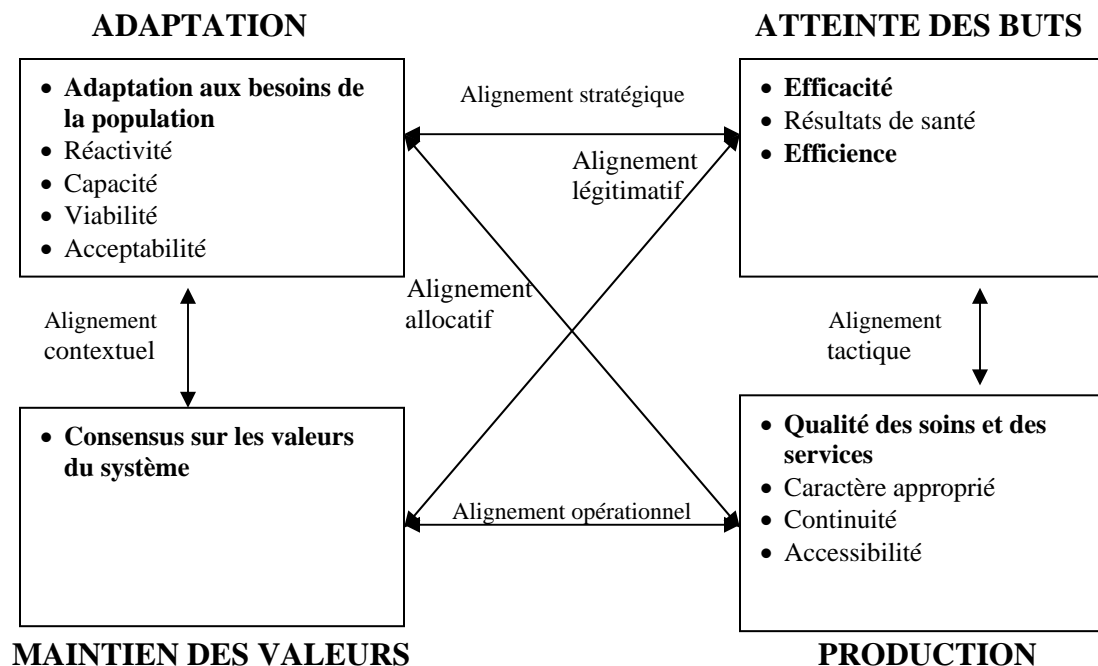 ADAPTATION
ATTEINTE DES BUTS
• Adaptation aux besoins de
la population
• Réactivité
• Capacité
• Viabilité
• Acceptabilité
Alignement stratégique
Alignement
légitimatif
• Efficacité
• Résultats de santé
• Efficience
Alignement
contextuel
Alignement
allocatif
Alignement
tactique
• Consensus sur les valeurs
du système
Alignement opérationnel
• Qualité des soins et des
services
• Caractère approprié
• Continuité
• Accessibilité
MAINTIEN DES VALEURS
PRODUCTION